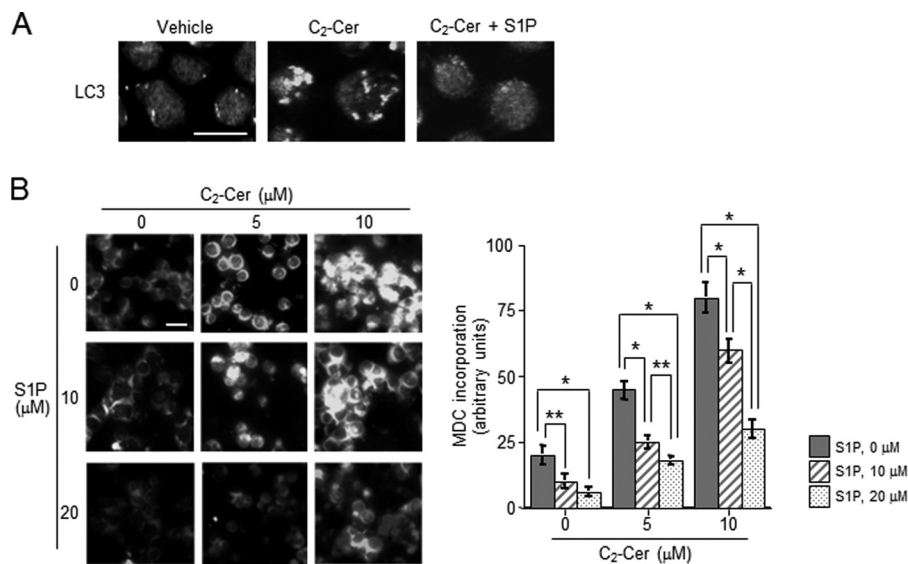 A
Vehicle
C₂-Cer
C₂-Cer + S1P
LC3
B
C₂-Cer (μM)
0 5 10
S1P
(μM)
0
10
20
MDC incorporation
(arbitrary units)
100
75
50
25
0
*
**
*
*
**
*
*
*
*
0 5 10
C₂-Cer (μM)
S1P, 0 μM
S1P, 10 μM
S1P, 20 μM